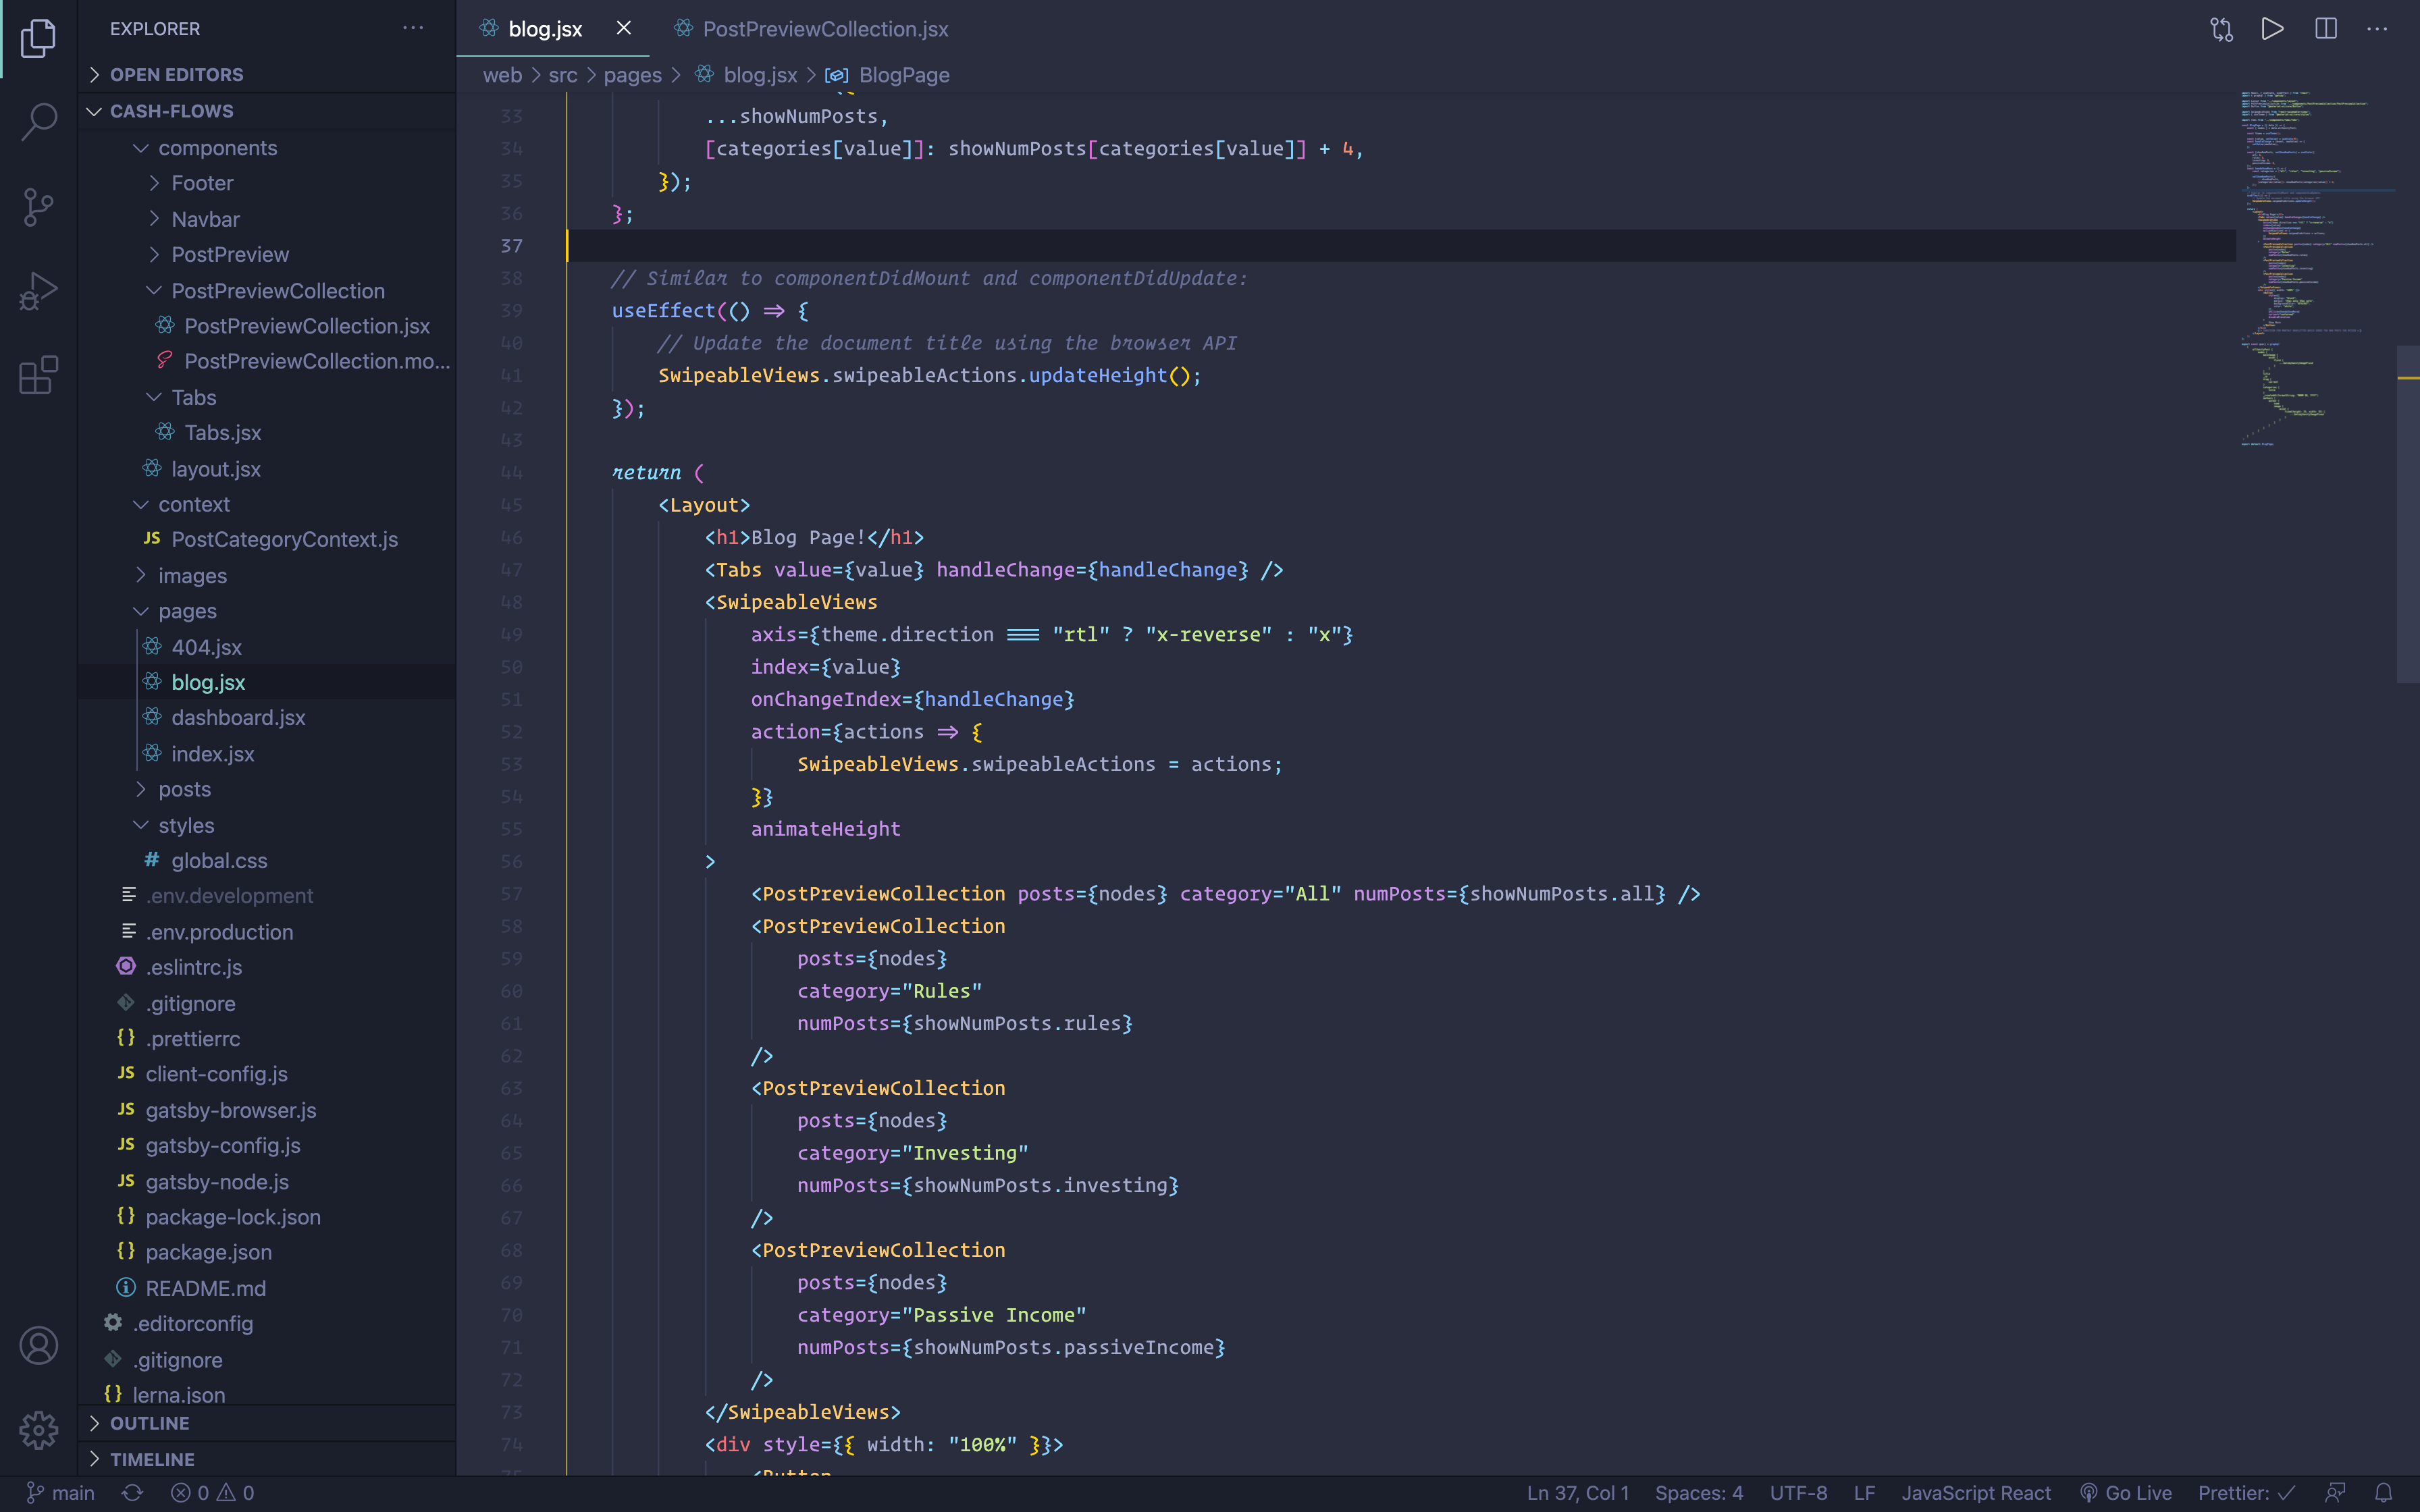 EXPLORER
OPEN EDITORS
CASH-FLOWS
components
Footer
Navbar
PostPreview
PostPreviewCollection
PostPreviewCollection.jsx
PostPreviewCollection.mo...
Tabs
Tabs.jsx
layout.jsx
context
JS PostCategoryContext.js
images
pages
404.jsx
blog.jsx
dashboard.jsx
index.jsx
posts
styles
# global.css
.env.development
.env.production
.eslintrc.js
.gitignore
{} .prettierrc
JS client-config.js
JS gatsby-browser.js
JS gatsby-config.js
JS gatsby-node.js
{} package-lock.json
{} package.json
README.md
.editorconfig
.gitignore
{} lerna.json
OUTLINE
TIMELINE
blog.jsx
PostPreviewCollection.jsx
web > src > pages > blog.jsx > BlogPage
33 ...showNumPosts,
34 [categories[value]]: showNumPosts[categories[value]] + 4,
35 });
36 };
37
38 // Similar to componentDidMount and componentDidUpdate:
39 useEffect(() => {
40 // Update the document title using the browser API
41 SwipeableViews.swipeableActions.updateHeight();
42 });
43
44 return (
45 <Layout>
46 <h1>Blog Page!</h1>
47 <Tabs value={value} handleChange={handleChange} />
48 <SwipeableViews
49 axis={theme.direction === "rtl" ? "x-reverse" : "x"}
50 index={value}
51 onChangeIndex={handleChange}
52 action={actions => {
53 SwipeableViews.swipeableActions = actions;
54 }}
55 animateHeight
56 >
57 <PostPreviewCollection posts={nodes} category="All" numPosts={showNumPosts.all} />
58 <PostPreviewCollection
59 posts={nodes}
60 category="Rules"
61 numPosts={showNumPosts.rules}
62 />
63 <PostPreviewCollection
64 posts={nodes}
65 category="Investing"
66 numPosts={showNumPosts.investing}
67 />
68 <PostPreviewCollection
69 posts={nodes}
70 category="Passive Income"
71 numPosts={showNumPosts.passiveIncome}
72 />
73 </SwipeableViews>
74 <div style={{ width: "100%" }}>
75 <Button
main 0 0 Ln 37, Col 1 Spaces: 4 UTF-8 LF JavaScript React Go Live Prettier: ✓